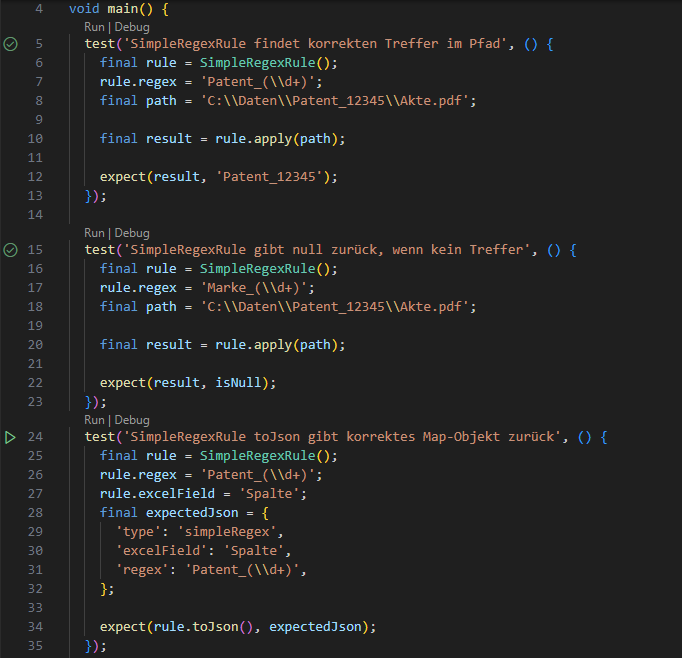 4 void main() {
Run | Debug
5 test('SimpleRegexRule findet korrekten Treffer im Pfad', () {
6 final rule = SimpleRegexRule();
7 rule.regex = 'Patent_(\\d+)';
8 final path = 'C:\\Daten\\Patent_12345\\Akte.pdf';
9
10 final result = rule.apply(path);
11
12 expect(result, 'Patent_12345');
13 });
14
Run | Debug
15 test('SimpleRegexRule gibt null zurück, wenn kein Treffer', () {
16 final rule = SimpleRegexRule();
17 rule.regex = 'Marke_(\\d+)';
18 final path = 'C:\\Daten\\Patent_12345\\Akte.pdf';
19
20 final result = rule.apply(path);
21
22 expect(result, isNull);
23 });
Run | Debug
24 test('SimpleRegexRule toJson gibt korrektes Map-Objekt zurück', () {
25 final rule = SimpleRegexRule();
26 rule.regex = 'Patent_(\\d+)';
27 rule.excelField = 'Spalte';
28 final expectedJson = {
29 'type': 'simpleRegex',
30 'excelField': 'Spalte',
31 'regex': 'Patent_(\\d+)',
32 };
33
34 expect(rule.toJson(), expectedJson);
35 });